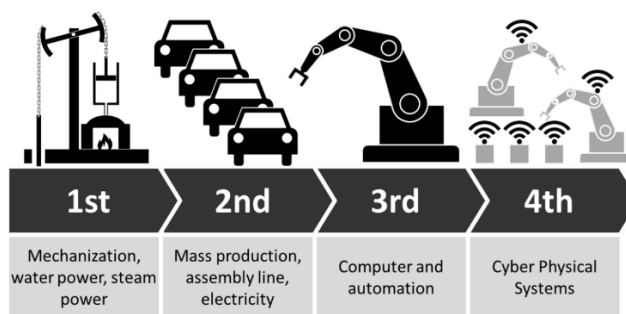 1st
2nd
3rd
4th
Mechanization,
water power, steam
power
Mass production,
assembly line,
electricity
Computer and
automation
Cyber Physical
Systems